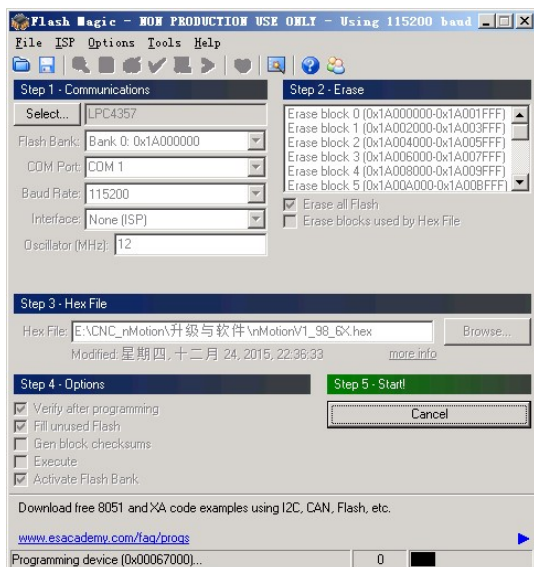 Flash Magic - NON PRODUCTION USE ONLY - Using 115200 baud
File ISP Options Tools Help
Step 1 - Communications
Select... LPC4357
Flash Bank: Bank 0: 0x1A000000
COM Port: COM 1
Baud Rate: 115200
Interface: None (ISP)
Oscillator (MHz): 12
Step 2 - Erase
Erase block 0 (0x1A000000-0x1A001FFF)
Erase block 1 (0x1A002000-0x1A003FFF)
Erase block 2 (0x1A004000-0x1A005FFF)
Erase block 3 (0x1A006000-0x1A007FFF)
Erase block 4 (0x1A008000-0x1A009FFF)
Erase block 5 (0x1A00A000-0x1A00BFFF)
Erase all Flash
Erase blocks used by Hex File
Step 3 - Hex File
Hex File: E:\CNC_nMotion\升级与软件\nMotionV1_98_6X.hex Browse...
Modified: 星期四, 十二月 24, 2015, 22:36:33 more info
Step 4 - Options
Verify after programming
Fill unused Flash
Gen block checksums
Execute
Activate Flash Bank
Step 5 - Start!
Cancel
Download free 8051 and XA code examples using I2C, CAN, Flash, etc.
www.esacademy.com/faq/progs
Programming device (0x00067000)... 0